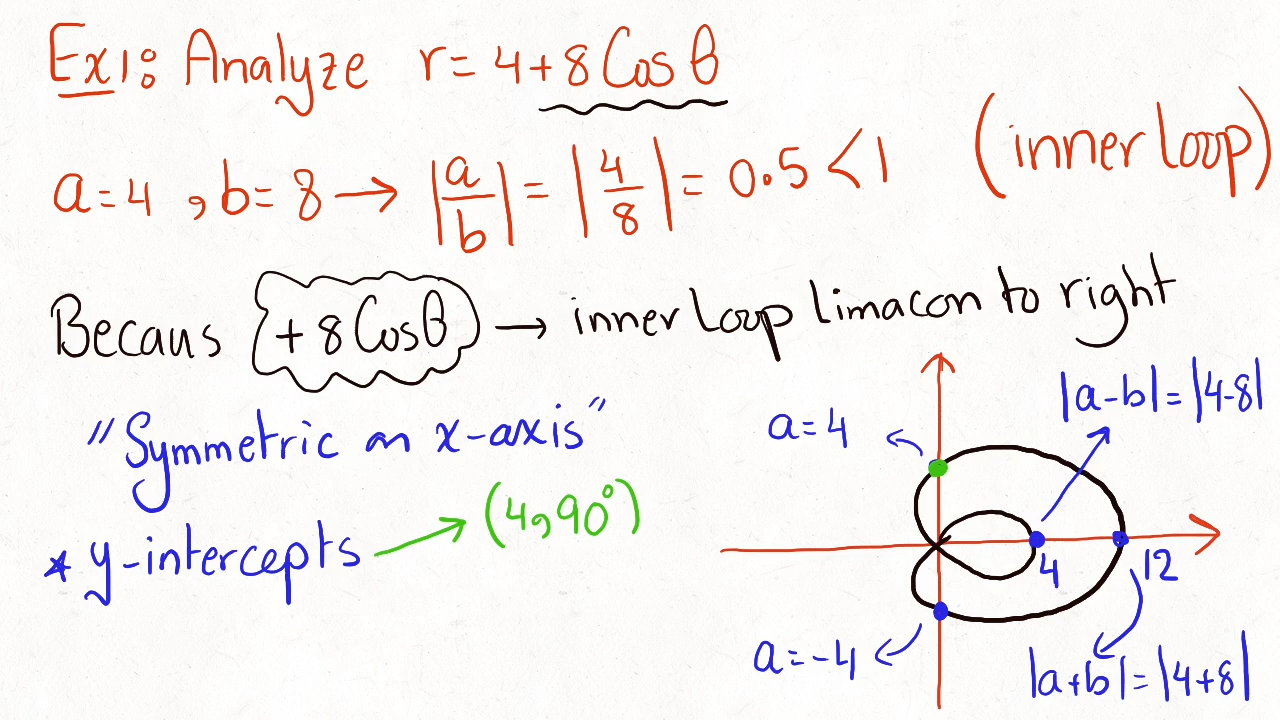 Ex1: Analyze r = 4+8 Cos θ
a=4 , b=8 → |a/b| = |4/8| = 0.5 < 1 (inner Loop)
Becaus +8 Cosθ → inner Loop Limacon to right
"Symmetric on x-axis"
* y-intercepts → (4,90°)
|a-b| = |4-8|
a=4
4
12
a=-4
|a+b| = |4+8|